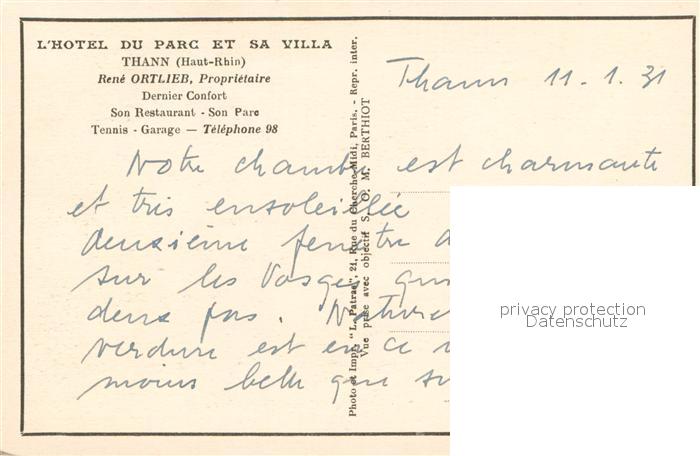 L'HOTEL DU PARC ET SA VILLA
THANN (Haut-Rhin)
René ORTLIEB, Propriétaire
Dernier Confort
Son Restaurant - Son Parc
Tennis - Garage — Téléphone 98
Photo et Impr. "La Patrac", 21, Rue du Cherche-Midi, Paris. - Repr. inter.
Vue prise avec objectif S. O. M. BERTHIOT
Thann 11.1.31
Notre chambre est charmante
et très ensoleillée
deuxième fenêtre
sur les Vosges
deux pas.
verdure est en ce
moins belle que
privacy protection
Datenschutz